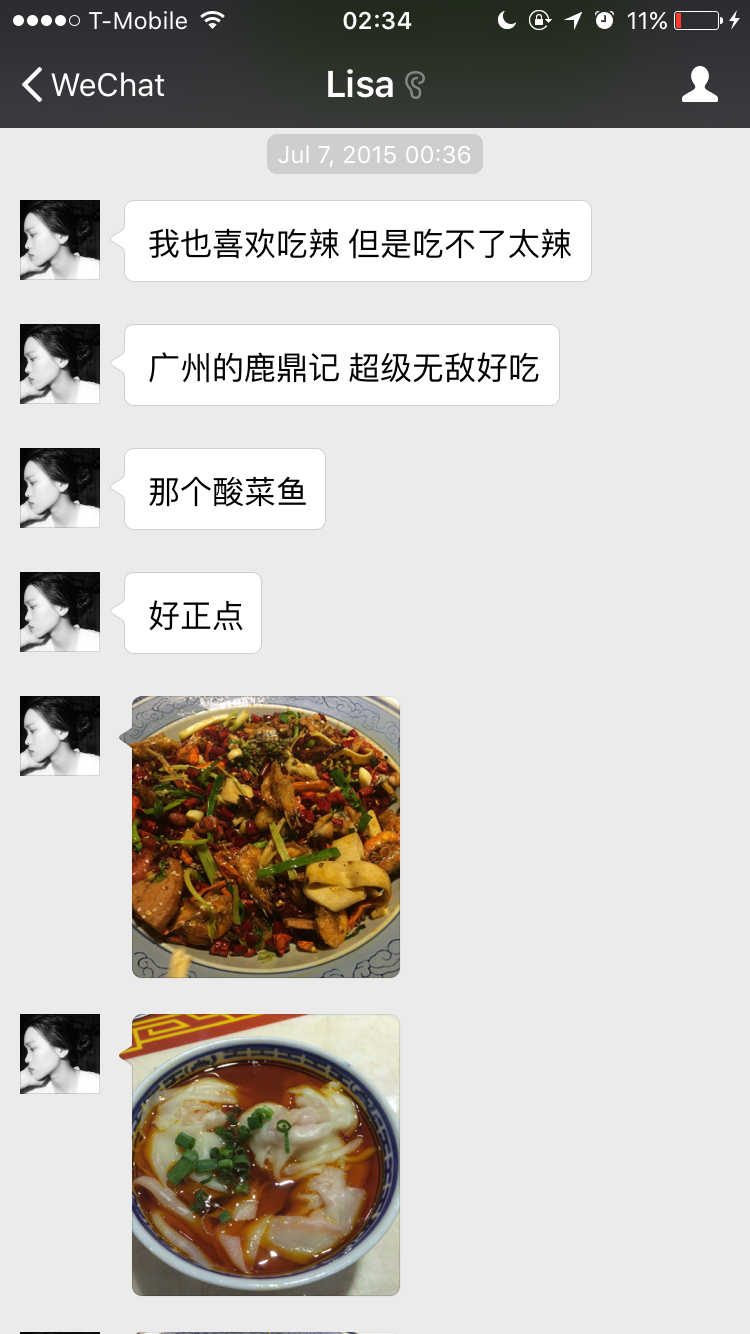 T-Mobile 02:34 11%
WeChat Lisa
Jul 7, 2015 00:36
我也喜欢吃辣 但是吃不了太辣
广州的鹿鼎记 超级无敌好吃
那个酸菜鱼
好正点